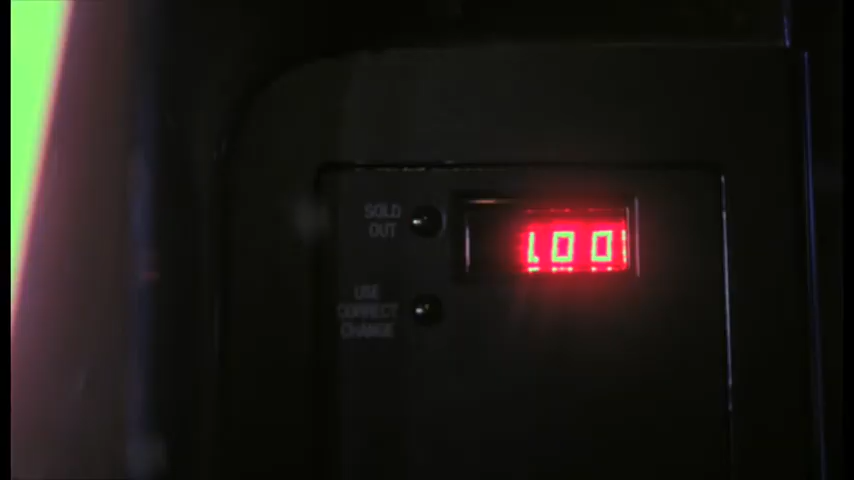 SOLD
OUT
1.00
USE
CORRECT
CHANGE